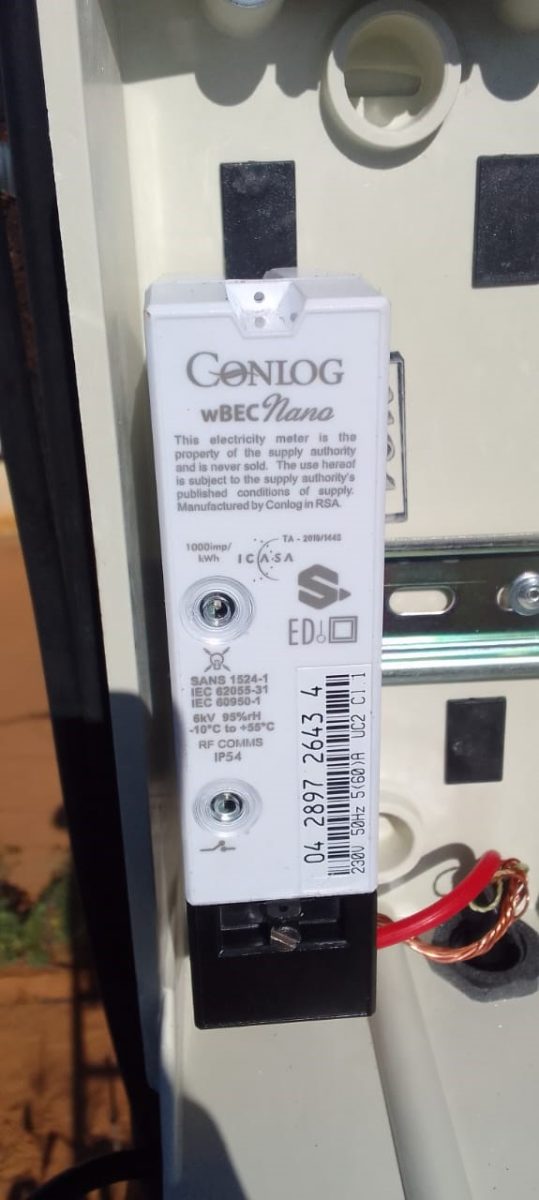 CONLOG
wBEC Nano
This electricity meter is the
property of the supply authority
and is never sold. The use hereof
is subject to the supply authority's
published conditions of supply.
Manufactured by Conlog in RSA.
1000imp/
kWh
ICASA
TA - 2018/1448
ED
SANS 1524-1
IEC 62055-31
IEC 60950-1
6kV 95%rH
-10°C to +55°C
RF COMMS
IP54
04 2897 2643 4
230V 50Hz 5(60)A UC2 Cl.1